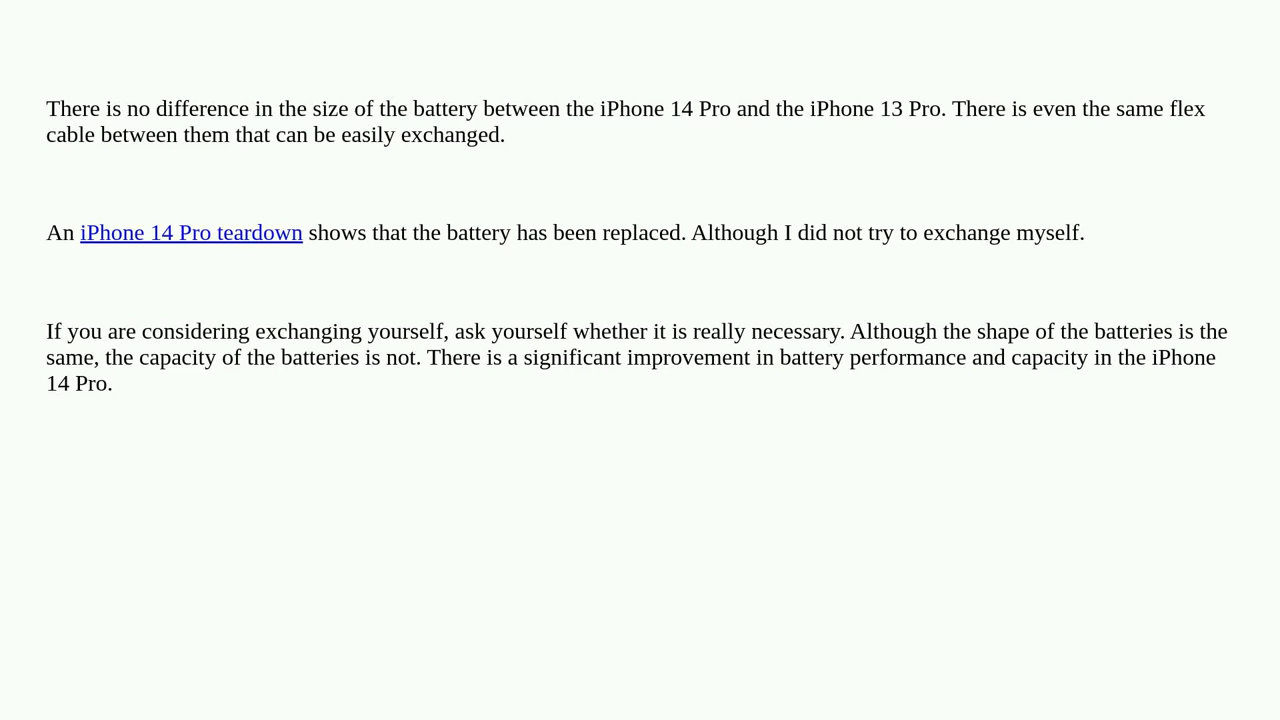 There is no difference in the size of the battery between the iPhone 14 Pro and the iPhone 13 Pro. There is even the same flex
cable between them that can be easily exchanged.
An iPhone 14 Pro teardown shows that the battery has been replaced. Although I did not try to exchange myself.
If you are considering exchanging yourself, ask yourself whether it is really necessary. Although the shape of the batteries is the
same, the capacity of the batteries is not. There is a significant improvement in battery performance and capacity in the iPhone
14 Pro.